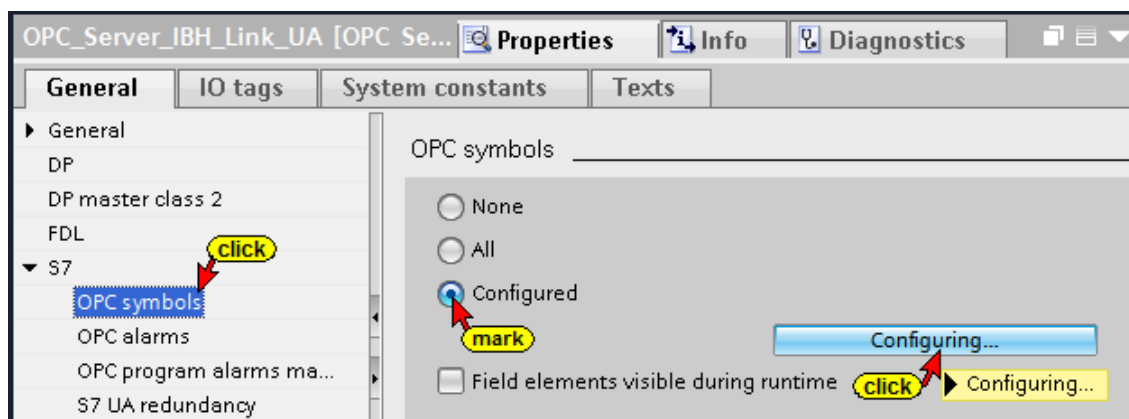 OPC_Server_IBH_Link_UA [OPC Se... Properties Info Diagnostics
General IO tags System constants Texts
General
DP
DP master class 2
FDL
S7
OPC symbols
OPC alarms
OPC program alarms ma...
S7 UA redundancy
click
OPC symbols
None
All
Configured
mark
Configuring...
Field elements visible during runtime
click
Configuring...